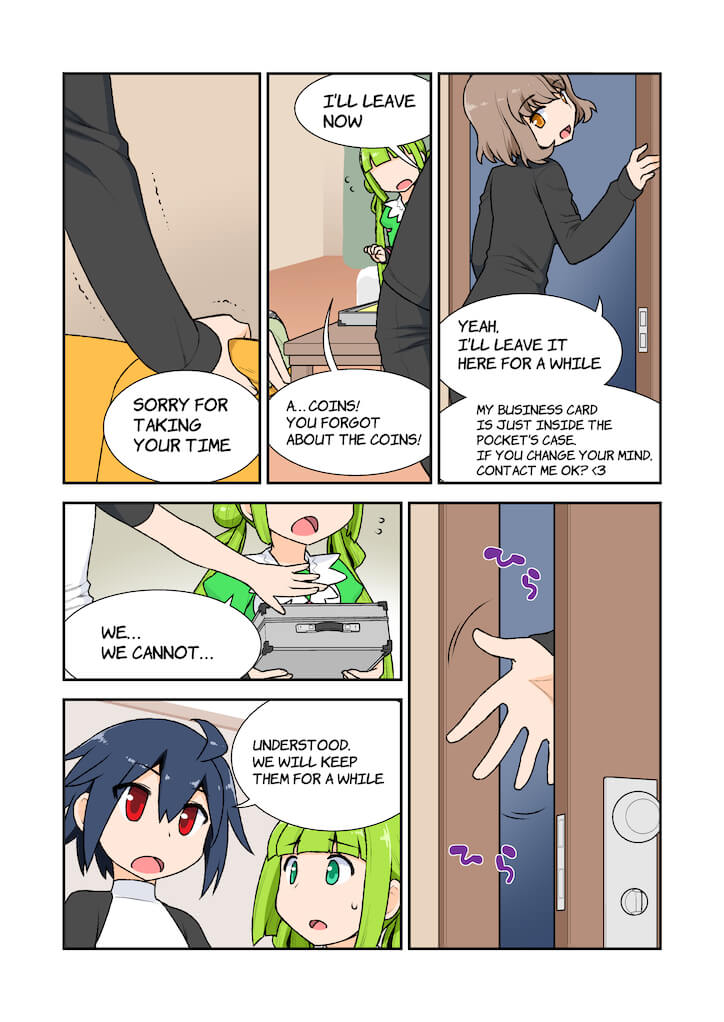 SORRY FOR
TAKING
YOUR TIME
I'LL LEAVE
NOW
A...COINS!
YOU FORGOT
ABOUT THE COINS!
YEAH.
I'LL LEAVE IT
HERE FOR A WHILE
MY BUSINESS CARD
IS JUST INSIDE THE
POCKET'S CASE.
IF YOU CHANGE YOUR MIND.
CONTACT ME OK? <3
WE...
WE CANNOT...
UNDERSTOOD.
WE WILL KEEP
THEM FOR A WHILE
ひら
ひら